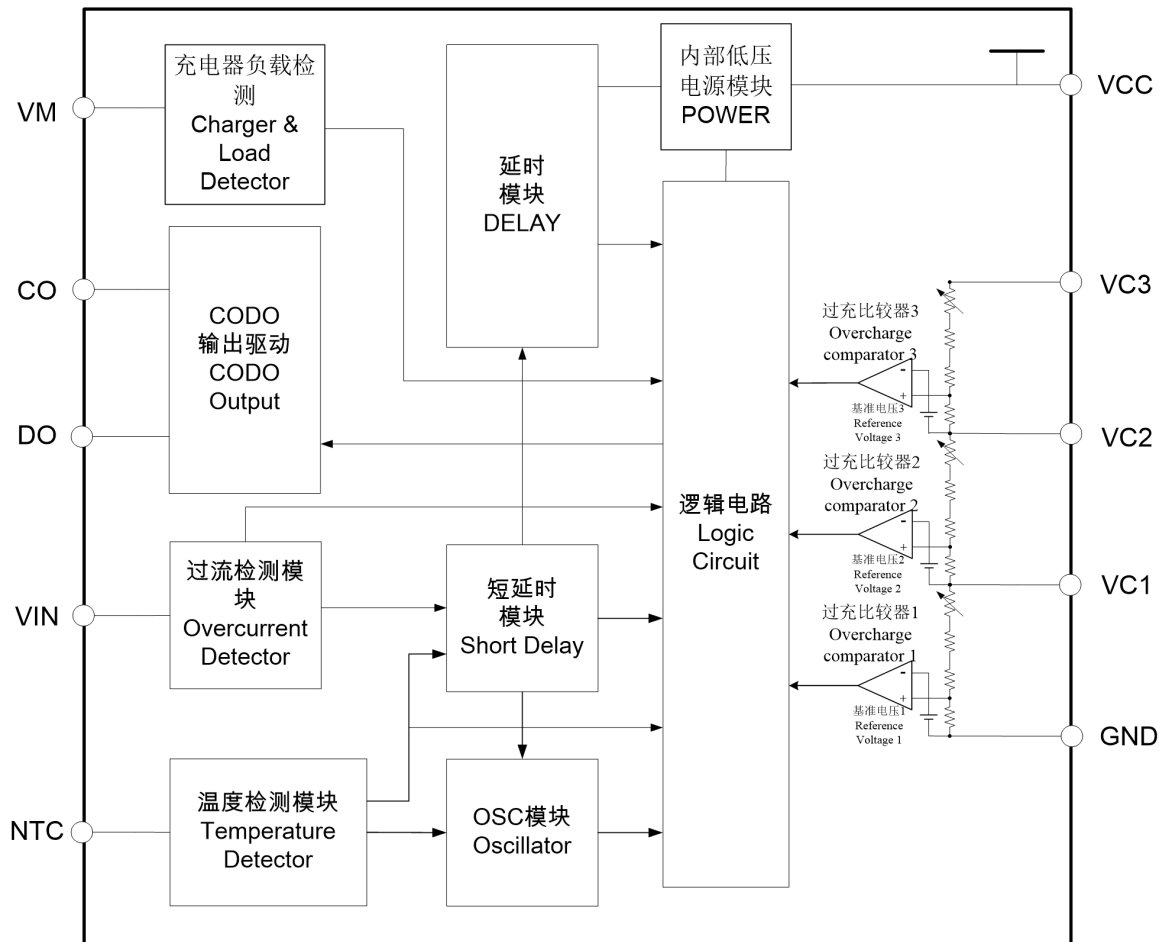 VM
充电器负载检
测
Charger &
Load
Detector
延时
模块
DELAY
内部低压
电源模块
POWER
VCC
CO
CODO
输出驱动
CODO
Output
DO
VC3
过充比较器3
Overcharge
comparator 3
-
+
基准电压3
Reference
Voltage 3
VC2
过充比较器2
Overcharge
comparator 2
-
+
基准电压2
Reference
Voltage 2
VC1
过充比较器1
Overcharge
comparator 1
-
+
基准电压1
Reference
Voltage 1
GND
逻辑电路
Logic
Circuit
VIN
过流检测模
块
Overcurrent
Detector
短延时
模块
Short Delay
NTC
温度检测模块
Temperature
Detector
OSC模块
Oscillator